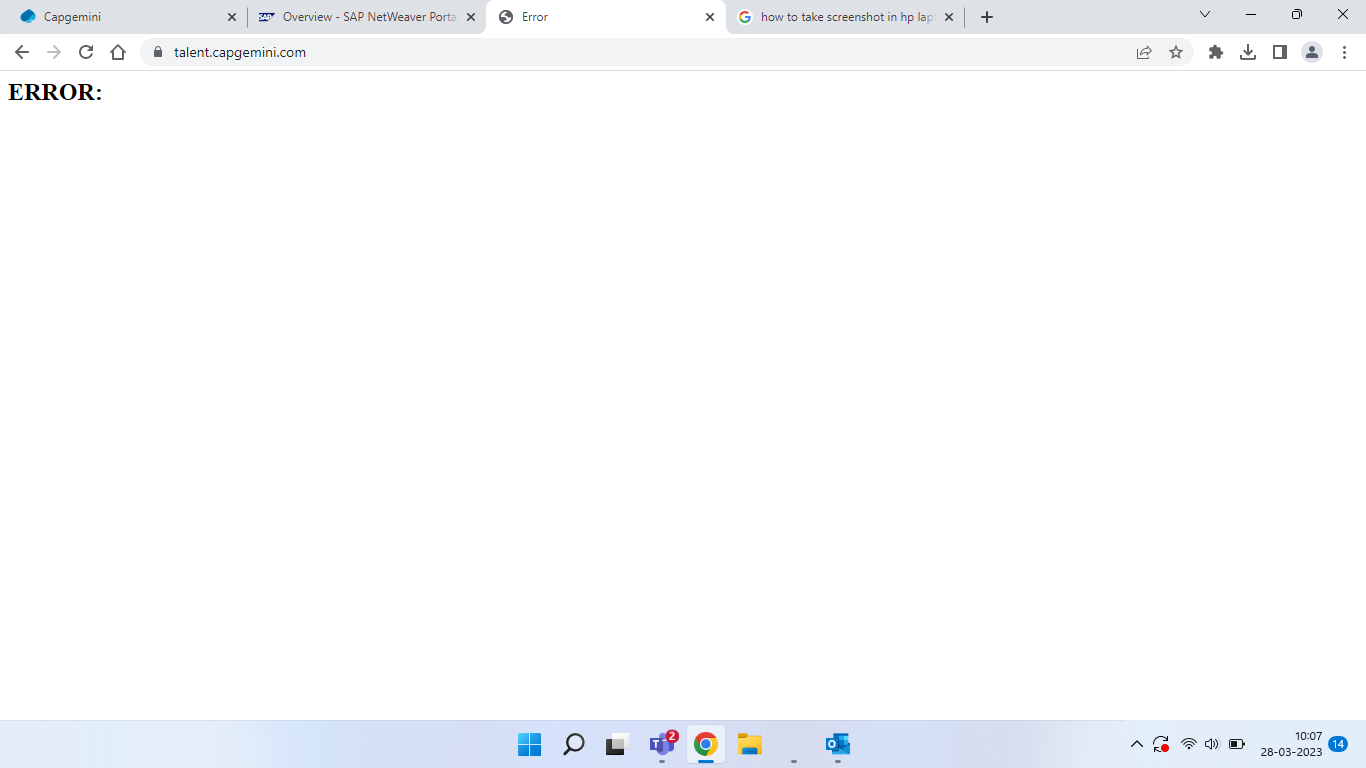 Capgemini
Overview - SAP NetWeaver Porta
Error
how to take screenshot in hp lap
talent.capgemini.com
ERROR:
2
10:07
28-03-2023
14